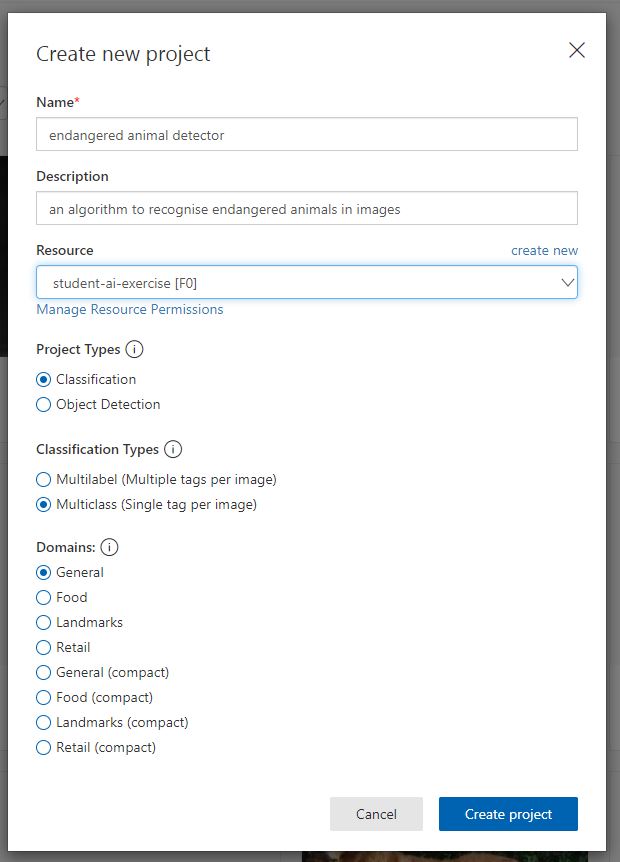 Create new project
Name*
endangered animal detector
Description
an algorithm to recognise endangered animals in images
Resource
create new
student-ai-exercise [F0]
Manage Resource Permissions
Project Types
Classification
Object Detection
Classification Types
Multilabel (Multiple tags per image)
Multiclass (Single tag per image)
Domains:
General
Food
Landmarks
Retail
General (compact)
Food (compact)
Landmarks (compact)
Retail (compact)
Cancel
Create project